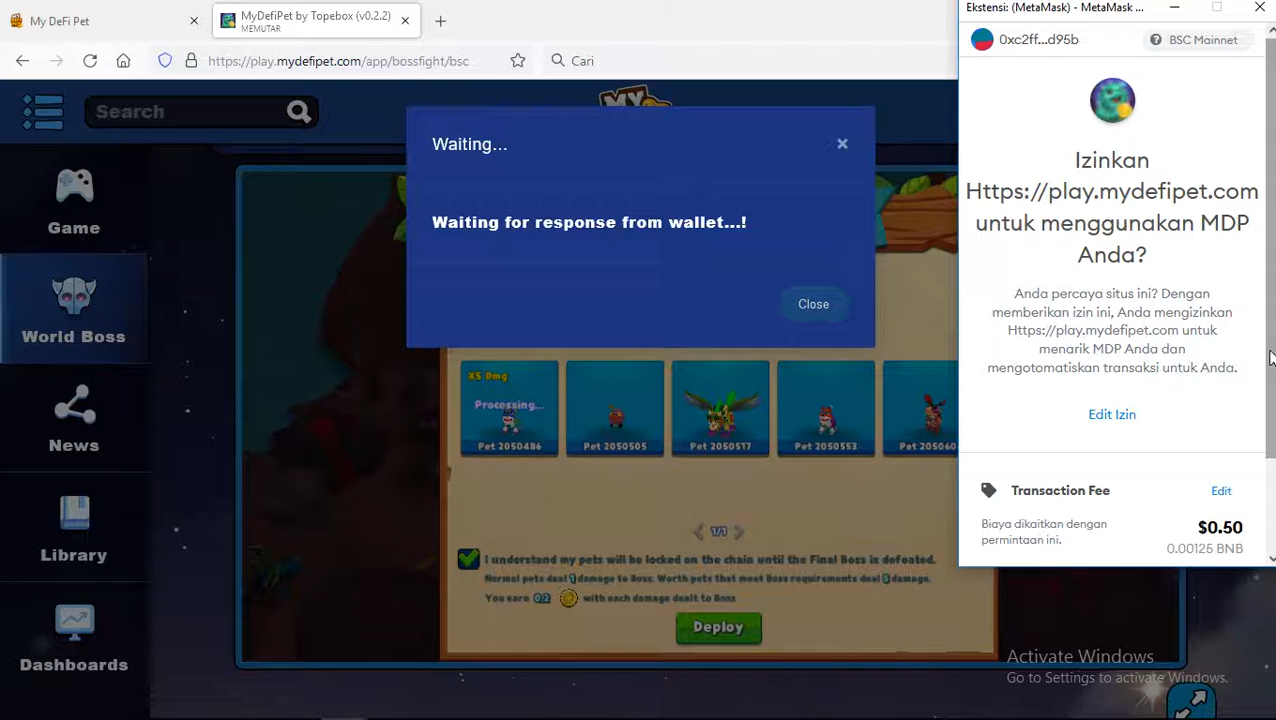 My DeFi Pet
MyDefiPet by Topebox (v0.2.2)
MEMUTAR
https://play.mydefipet.com/app/bossfight/bsc
Cari
Search
MY
Game
World Boss
News
Library
Dashboards
Waiting...
Waiting for response from wallet...!
Close
X5 Dmg
Processing...
Pet 2050486
Pet 2050505
Pet 2050517
Pet 2050553
1/1
I understand my pets will be locked on the chain until the Final Boss is defeated.
Normal pets deal 1 damage to Boss. Worth pets that meet Boss requirements deal 5 damage.
You earn 0.2 with each damage dealt to Boss
Deploy
Ekstensi: (MetaMask) - MetaMask ...
0xc2ff...d95b
BSC Mainnet
Izinkan
Https://play.mydefipet.com
untuk menggunakan MDP
Anda?
Anda percaya situs ini? Dengan
memberikan izin ini, Anda mengizinkan
Https://play.mydefipet.com untuk
menarik MDP Anda dan
mengotomatiskan transaksi untuk Anda.
Edit Izin
Transaction Fee
Edit
Biaya dikaitkan dengan
permintaan ini.
$0.50
0.00125 BNB
Activate Windows
Go to Settings to activate Windows.